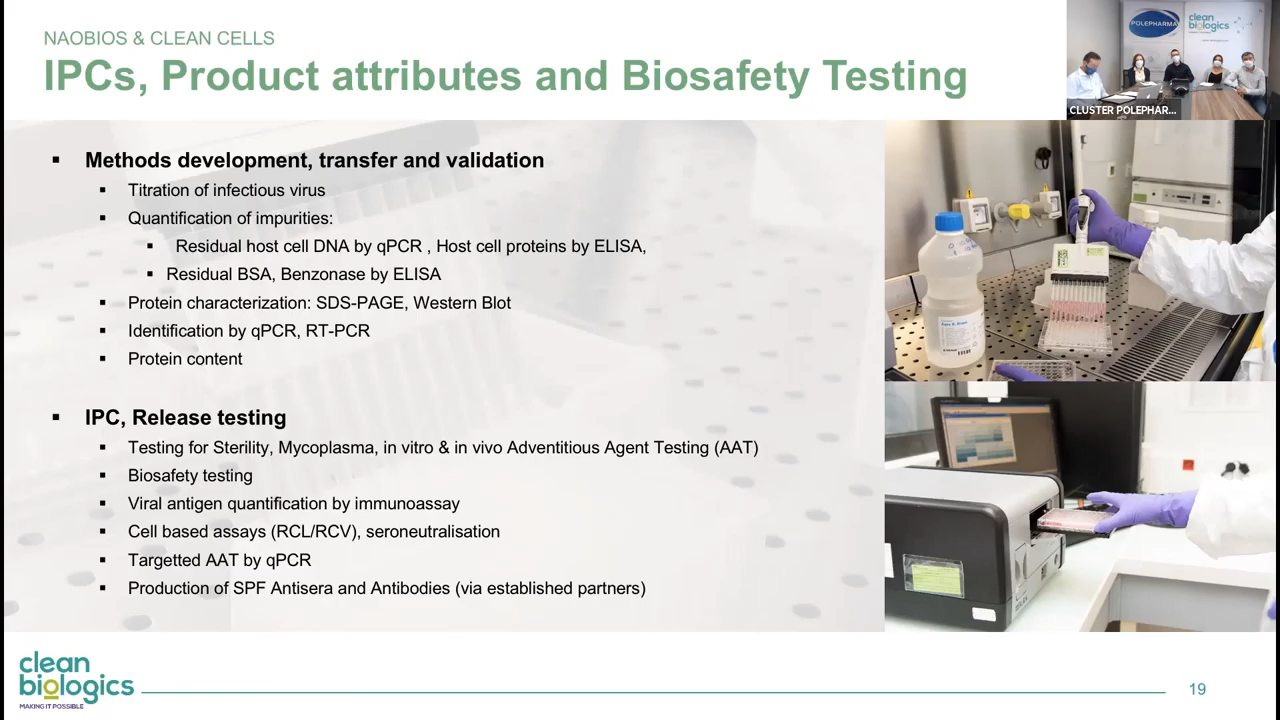 NAOBIOS & CLEAN CELLS
IPCs, Product attributes and Biosafety Testing
POLEPHARMA
clean
biologics
CLUSTER POLEPHAR...
▪ Methods development, transfer and validation
▪ Titration of infectious virus
▪ Quantification of impurities:
▪ Residual host cell DNA by qPCR , Host cell proteins by ELISA,
▪ Residual BSA, Benzonase by ELISA
▪ Protein characterization: SDS-PAGE, Western Blot
▪ Identification by qPCR, RT-PCR
▪ Protein content
▪ IPC, Release testing
▪ Testing for Sterility, Mycoplasma, in vitro & in vivo Adventitious Agent Testing (AAT)
▪ Biosafety testing
▪ Viral antigen quantification by immunoassay
▪ Cell based assays (RCL/RCV), seroneutralisation
▪ Targetted AAT by qPCR
▪ Production of SPF Antisera and Antibodies (via established partners)
clean
biologics
MAKING IT POSSIBLE
19